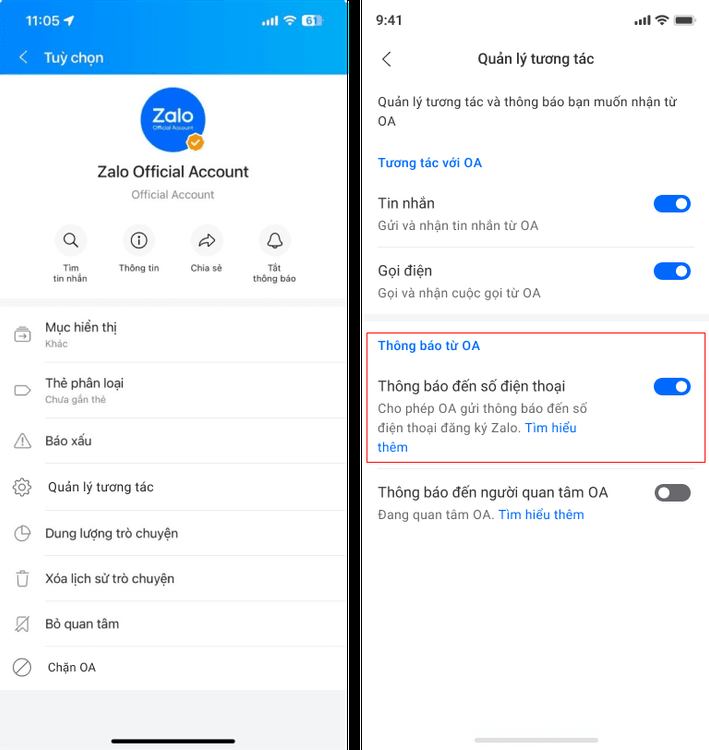 11:05
61
Tuỳ chọn
Zalo
Official Account
Zalo Official Account
Official Account
Tìm
tin nhắn
Thông tin
Chia sẻ
Tắt
thông báo
Mục hiển thị
Khác
Thẻ phân loại
Chưa gắn thẻ
Báo xấu
Quản lý tương tác
Dung lượng trò chuyện
Xóa lịch sử trò chuyện
Bỏ quan tâm
Chặn OA
9:41
Quản lý tương tác
Quản lý tương tác và thông báo bạn muốn nhận từ
OA
Tương tác với OA
Tin nhắn
Gửi và nhận tin nhắn từ OA
Gọi điện
Gọi và nhận cuộc gọi từ OA
Thông báo từ OA
Thông báo đến số điện thoại
Cho phép OA gửi thông báo đến số
điện thoại đăng ký Zalo. Tìm hiểu
thêm
Thông báo đến người quan tâm OA
Đang quan tâm OA. Tìm hiểu thêm